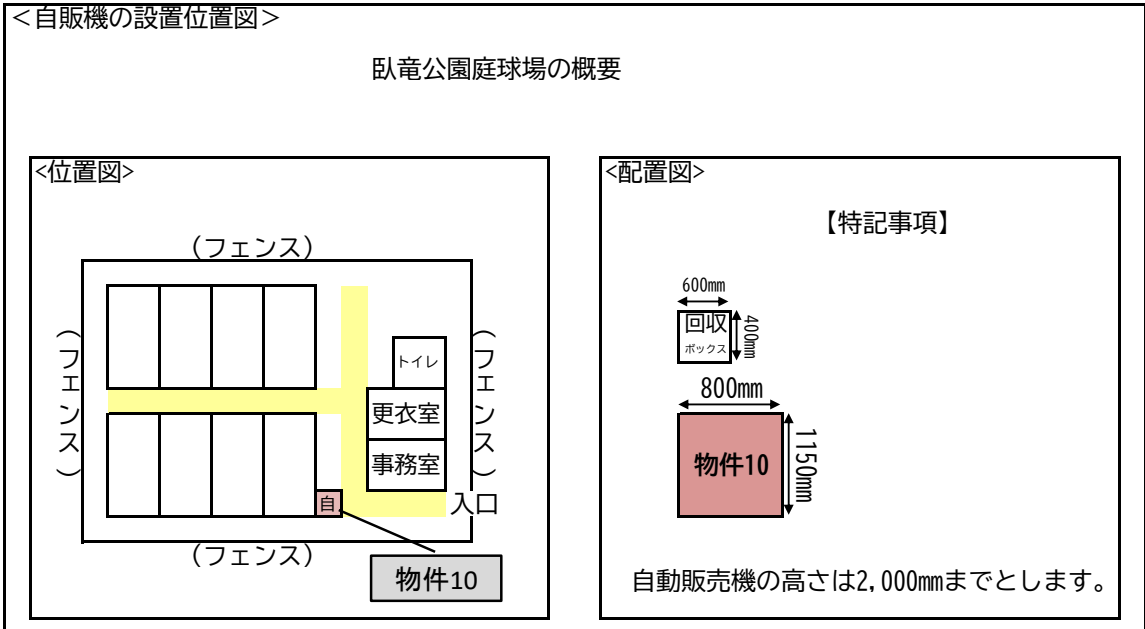 ＜自販機の設置位置図＞
臥竜公園庭球場の概要
<位置図>
（フェンス）
（フェンス）
（フェンス）
トイレ
更衣室
事務室
自
入口
（フェンス）
物件10
<配置図>
【特記事項】
600mm
回収
ボックス
400mm
800mm
物件10
1150mm
自動販売機の高さは2,000mmまでとします。